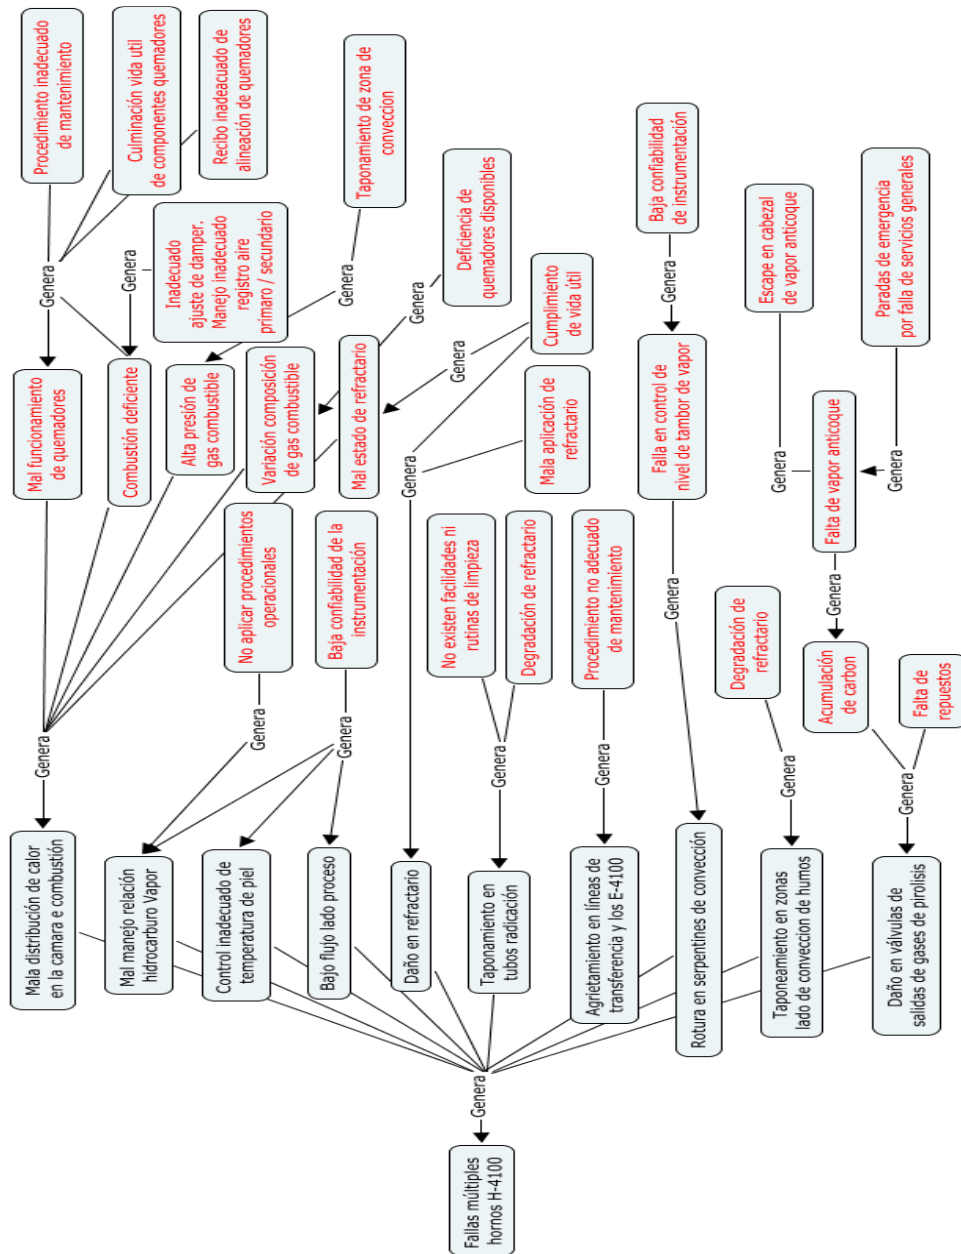 Fallas múltiples
hornos H-4100
Genera
Mala distribución de calor
en la camara e combustión
Mal manejo relación
hidrocarburo Vapor
Control inadecuado de
temperatura de piel
Bajo flujo lado proceso
Daño en refractario
Taponamiento en
tubos radicación
Agrietamiento en líneas de
transferencia y los E-4100
Rotura en serpentines de convección
Taponeamiento en zonas
lado de conveccion de humos
Daño en válvulas de
salidas de gases de pirolisis
Genera
Genera
Genera
Genera
Genera
Genera
Genera
Genera
Genera
No aplicar procedimientos
operacionales
Baja confiabilidad de la
instrumentación
No existen facilidades ni
rutinas de limpieza
Degradación de refractario
Procedimiento no adecuado
de mantenimiento
Degradación de
refractario
Acumulación
de carbon
Falta de
repuestos
Mal funcionamiento
de quemadores
Combustión deficiente
Alta presión de
gas combustible
Variación composición
de gas combustible
Mal estado de refractario
Mala aplicación de
refractario
Cumplimiento
de vida útil
Falla en control de
nivel de tambor de vapor
Genera
Falta de vapor anticoque
Genera
Genera
Genera
Genera
Genera
Genera
Genera
Genera
Inadecuado
ajuste de damper.
Manejo inadecuado
registro aire
primaro / secundario
Deficiencia de
quemadores disponibles
Procedimiento inadecuado
de mantenimiento
Culminación vida util
de componentes quemadores
Recibo inadeacuado de
alineación de quemadores
Taponamiento de zona de
conveccion
Baja confiabilidad
de instrumentación
Escape en cabezal
de vapor anticoque
Paradas de emergencia
por falla de servicios generales